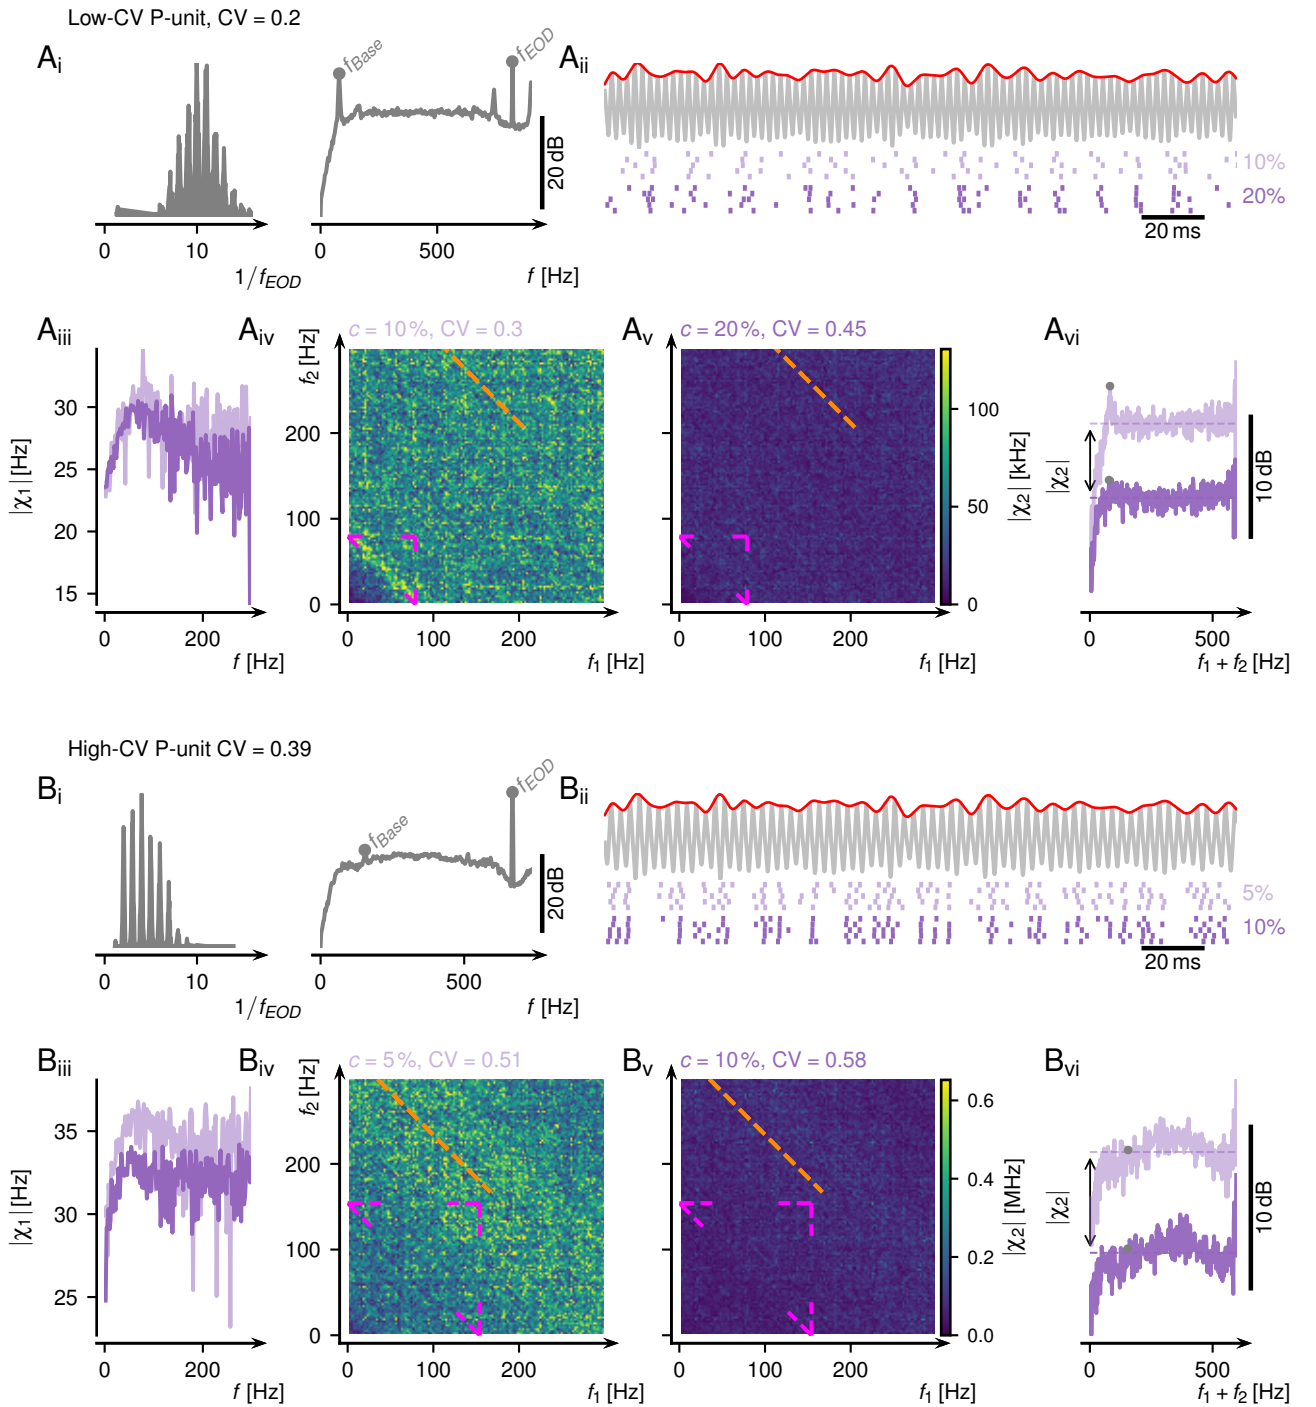 Low-CV P-unit, CV = 0.2
Ai
fBase
fEOD
20 dB
0 10
1/fEOD
0 500
f [Hz]
Aii
10%
20%
20 ms
Aiii
30
25
20
15
|χ1| [Hz]
0 200
f [Hz]
Aiv
c = 10 %, CV = 0.3
f2 [Hz]
200
100
0
0 100 200
f1 [Hz]
Av
c = 20 %, CV = 0.45
0 100 200
f1 [Hz]
100
50
0
|χ2| [kHz]
Avi
|χ2|
10 dB
0 500
f1 + f2 [Hz]
High-CV P-unit CV = 0.39
Bi
fBase
fEOD
20 dB
0 10
1/fEOD
0 500
f [Hz]
Bii
5%
10%
20 ms
Biii
35
30
25
|χ1| [Hz]
0 200
f [Hz]
Biv
c = 5 %, CV = 0.51
f2 [Hz]
200
100
0
0 100 200
f1 [Hz]
Bv
c = 10 %, CV = 0.58
0 100 200
f1 [Hz]
0.6
0.4
0.2
0.0
|χ2| [MHz]
Bvi
|χ2|
10 dB
0 500
f1 + f2 [Hz]